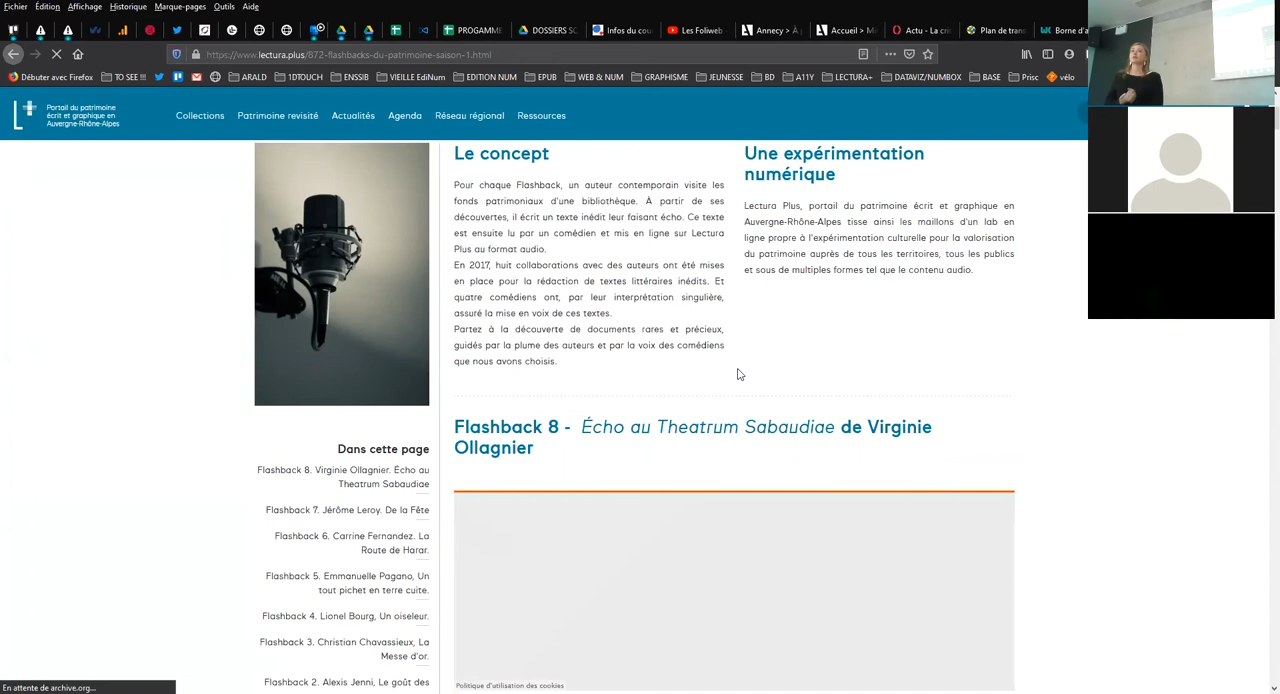 Fichier Édition Affichage Historique Marque-pages Outils Aide
PROGAMME DOSSIERS SC Infos du cou Les Foliweb Annecy > À Accueil > M Actu - La cri Plan de tran Borne d'a
https://www.lectura.plus/872-flashbacks-du-patrimoine-saison-1.html
Débuter avec Firefox TO SEE !!! ARALD 1DTOUCH ENSSIB VIEILLE EdiNum EDITION NUM EPUB WEB & NUM GRAPHISME JEUNESSE BD A11Y LECTURA+ DATAVIZ/NUMBOX BASE Prisc vélo
Portail du patrimoine
écrit et graphique en
Auvergne-Rhône-Alpes
Collections Patrimoine revisité Actualités Agenda Réseau régional Ressources
Le concept
Pour chaque Flashback, un auteur contemporain visite les
fonds patrimoniaux d'une bibliothèque. À partir de ses
découvertes, il écrit un texte inédit leur faisant écho. Ce texte
est ensuite lu par un comédien et mis en ligne sur Lectura
Plus au format audio.
En 2017, huit collaborations avec des auteurs ont été mises
en place pour la rédaction de textes littéraires inédits. Et
quatre comédiens ont, par leur interprétation singulière,
assuré la mise en voix de ces textes.
Partez à la découverte de documents rares et précieux,
guidés par la plume des auteurs et par la voix des comédiens
que nous avons choisis.
Une expérimentation
numérique
Lectura Plus, portail du patrimoine écrit et graphique en
Auvergne-Rhône-Alpes tisse ainsi les maillons d'un lab en
ligne propre à l'expérimentation culturelle pour la valorisation
du patrimoine auprès de tous les territoires, tous les publics
et sous de multiples formes tel que le contenu audio.
Flashback 8 - Écho au Theatrum Sabaudiae de Virginie
Ollagnier
Dans cette page
Flashback 8. Virginie Ollagnier. Écho au
Theatrum Sabaudiae
Flashback 7. Jérôme Leroy. De la Fête
Flashback 6. Carrine Fernandez. La
Route de Harar.
Flashback 5. Emmanuelle Pagano, Un
tout pichet en terre cuite.
Flashback 4. Lionel Bourg, Un oiseleur.
Flashback 3. Christian Chavassieux, La
Messe d'or.
Flashback 2. Alexis Jenni, Le goût des
Politique d'utilisation des cookies
En attente de archive.org...